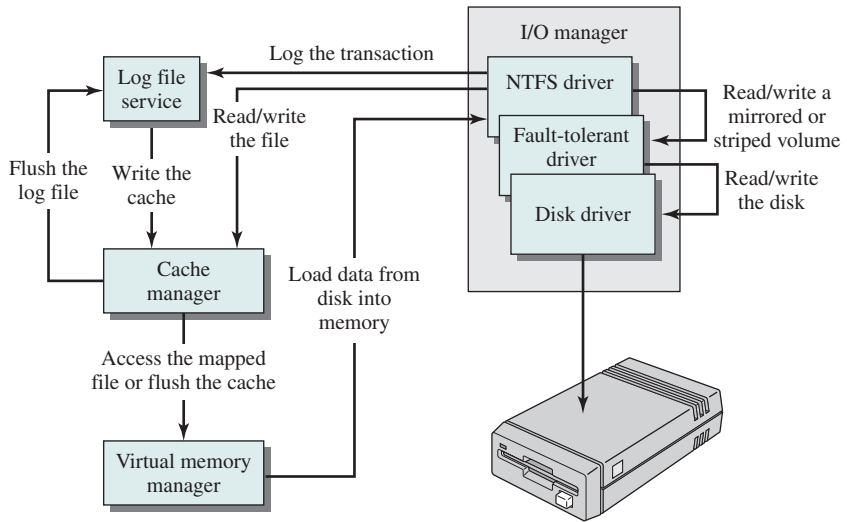 I/O manager
Log the transaction
Log file
service
NTFS driver
Read/write
the file
Read/write a
mirrored or
striped volume
Fault-tolerant
driver
Flush the
log file
Write the
cache
Read/write
the disk
Disk driver
Cache
manager
Load data from
disk into
memory
Access the mapped
file or flush the cache
Virtual memory
manager